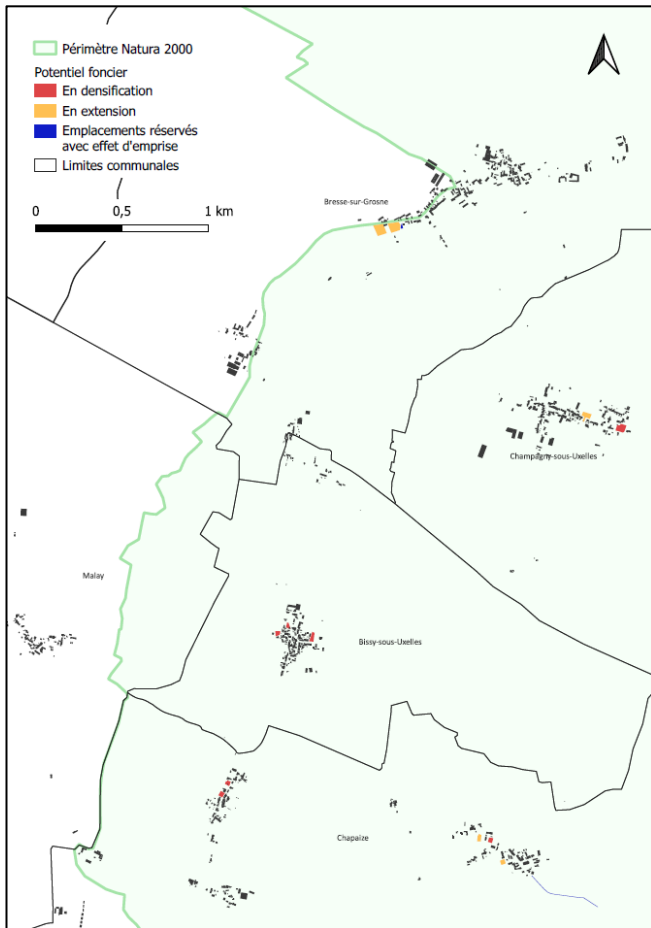 Périmètre Natura 2000
Potentiel foncier
En densification
En extension
Emplacements réservés
avec effet d'emprise
Limites communales
0 0,5 1 km
Bresse-sur-Grosne
Champagny-sous-Uxelles
Malay
Bissy-sous-Uxelles
Chapaize